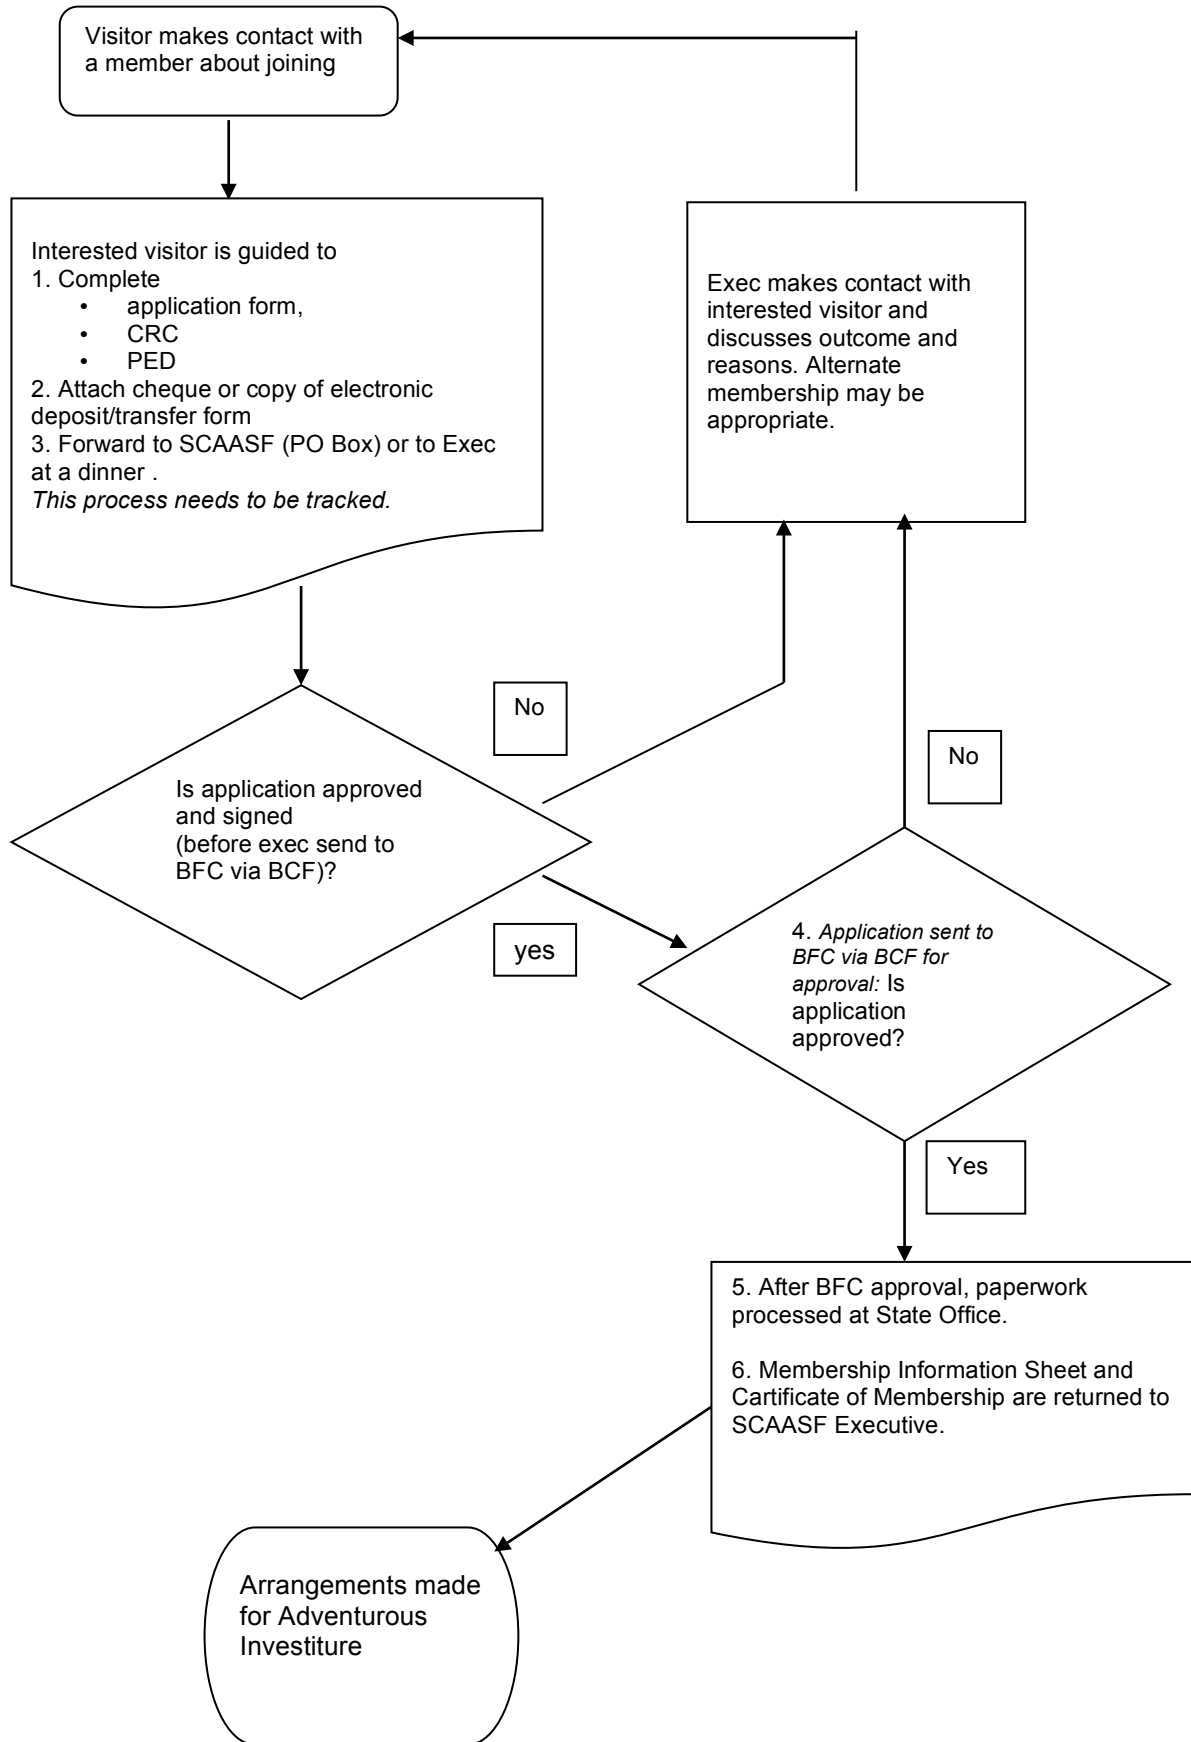 Visitor makes contact with
a member about joining
Interested visitor is guided to
1. Complete
• application form,
• CRC
• PED
2. Attach cheque or copy of electronic
deposit/transfer form
3. Forward to SCAASF (PO Box) or to Exec
at a dinner .
This process needs to be tracked.
Exec makes contact with
interested visitor and
discusses outcome and
reasons. Alternate
membership may be
appropriate.
No
Is application approved
and signed
(before exec send to
BFC via BCF)?
No
yes
4. Application sent to
BFC via BCF for
approval: Is
application
approved?
Yes
5. After BFC approval, paperwork
processed at State Office.
6. Membership Information Sheet and
Cartificate of Membership are returned to
SCAASF Executive.
Arrangements made
for Adventurous
Investiture